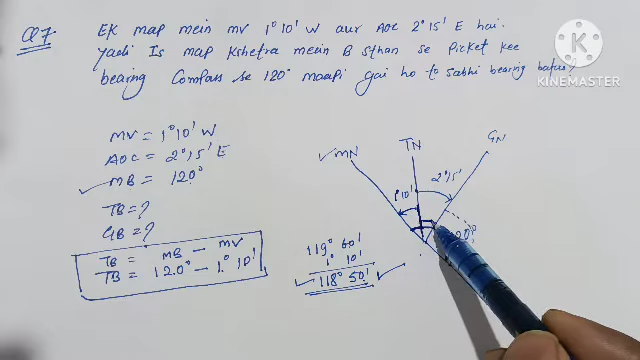 Q7 EK map mein mv 1°10' W aur AOC 2°15' E hai.
Yadi Is map Kshetra mein B sthan se Picket kee
bearing Compass se 120° maapi gai ho to sabhi bearing batao?
K
KINEMASTER
MV = 1°10' W
AOC = 2°15' E
MB = 120°
TB = ?
GB = ?
TB = MB - MV
TB = 120° - 1° 10'
119° 60'
1° 10'
118° 50'
MN
TN
GN
1°10'
2°15'
120°